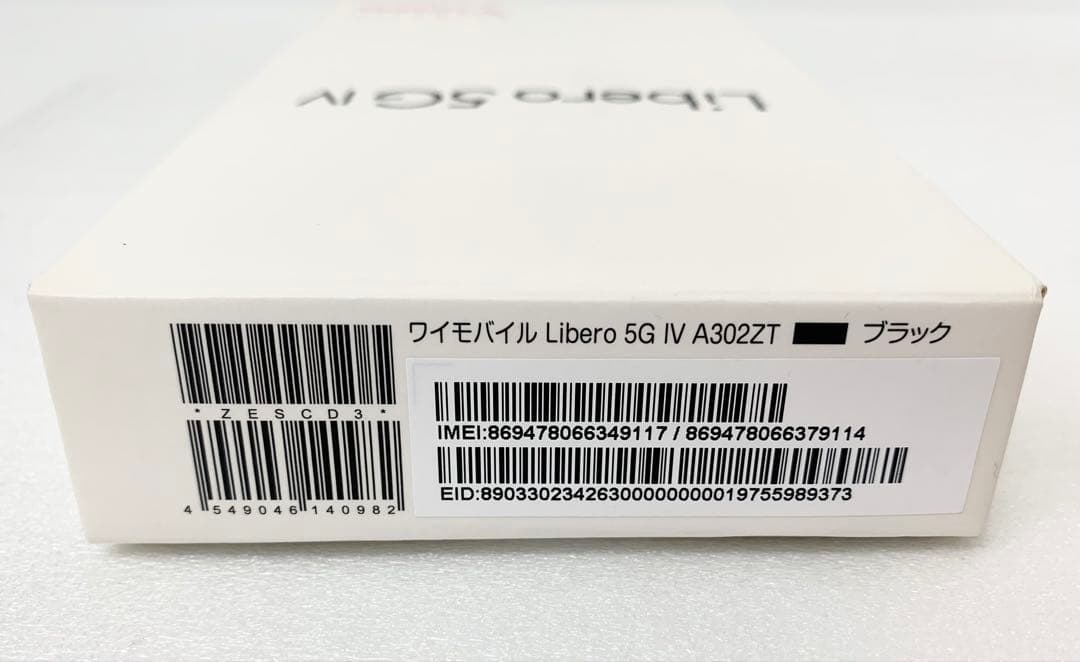 Libero 5G IV
ワイモバイル Libero 5G IV A302ZT ブラック
*ZESCD3*
4 549046 140982
IMEI:869478066349117 / 869478066379114
EID:89033023426300000000019755989373